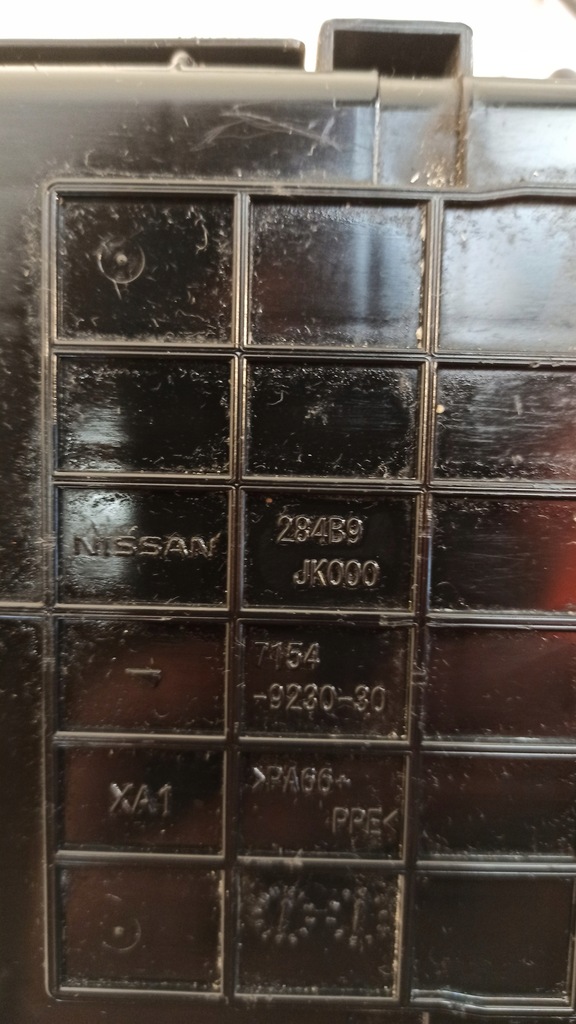 NISSAN
284B9
JK000
7154
-9230-30
XA1
>PA66+
PPE<